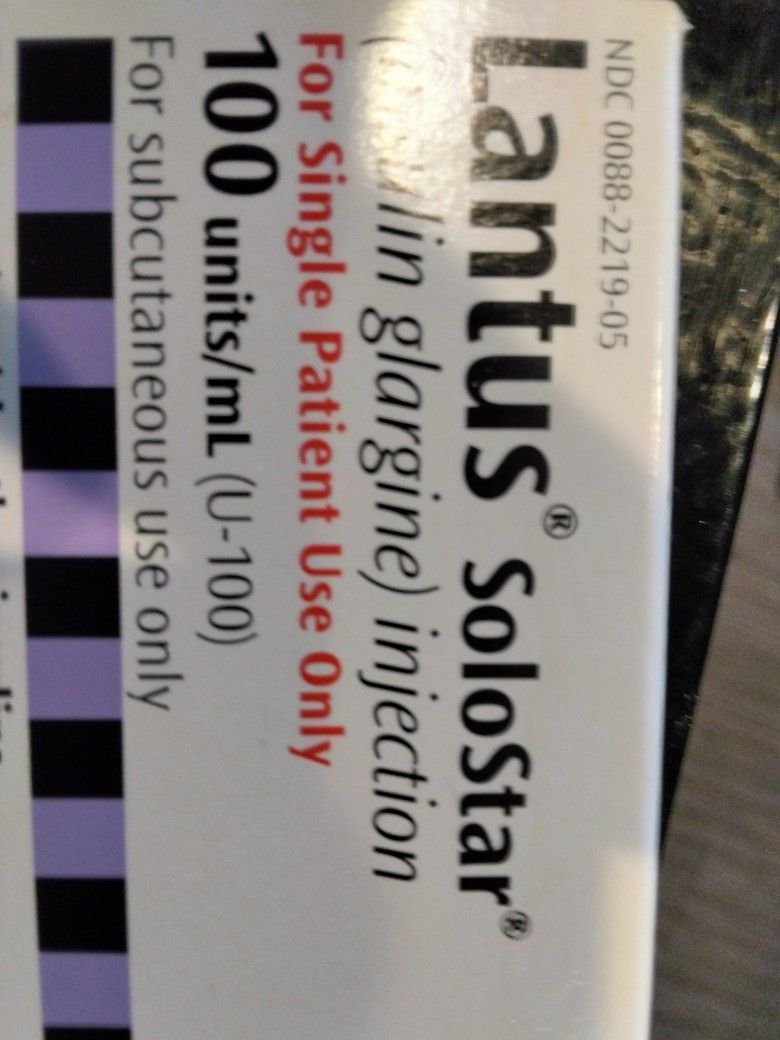 NDC 0088-2219-05
Lantus® SoloStar®
(insulin glargine) injection
For Single Patient Use Only
100 units/mL (U-100)
For subcutaneous use only